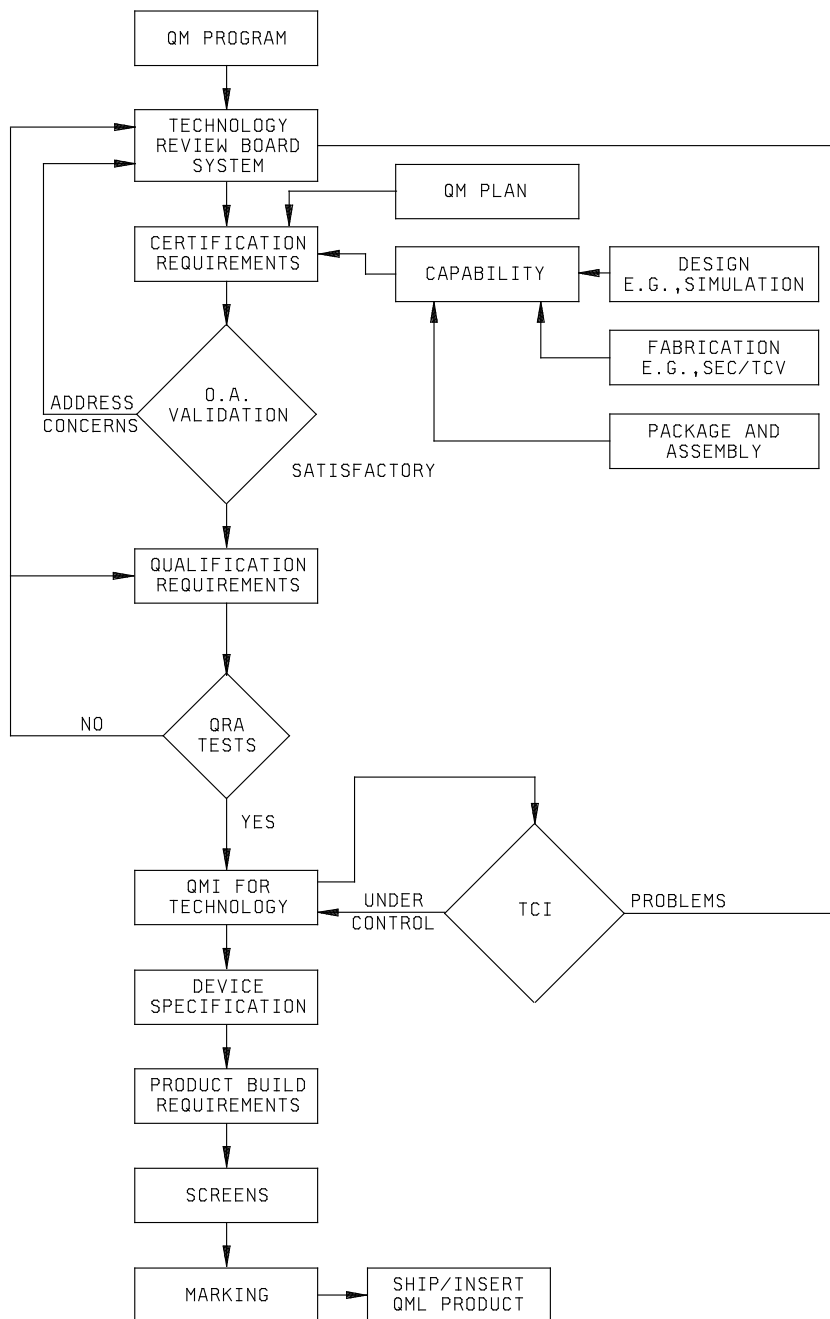 QM PROGRAM
TECHNOLOGY
REVIEW BOARD
SYSTEM
QM PLAN
CERTIFICATION
REQUIREMENTS
CAPABILITY
DESIGN
E.G.,SIMULATION
FABRICATION
E.G.,SEC/TCV
PACKAGE AND
ASSEMBLY
O.A.
VALIDATION
ADDRESS
CONCERNS
SATISFACTORY
QUALIFICATION
REQUIREMENTS
QRA
TESTS
NO
YES
QMI FOR
TECHNOLOGY
UNDER
CONTROL
TCI
PROBLEMS
DEVICE
SPECIFICATION
PRODUCT BUILD
REQUIREMENTS
SCREENS
MARKING
SHIP/INSERT
QML PRODUCT